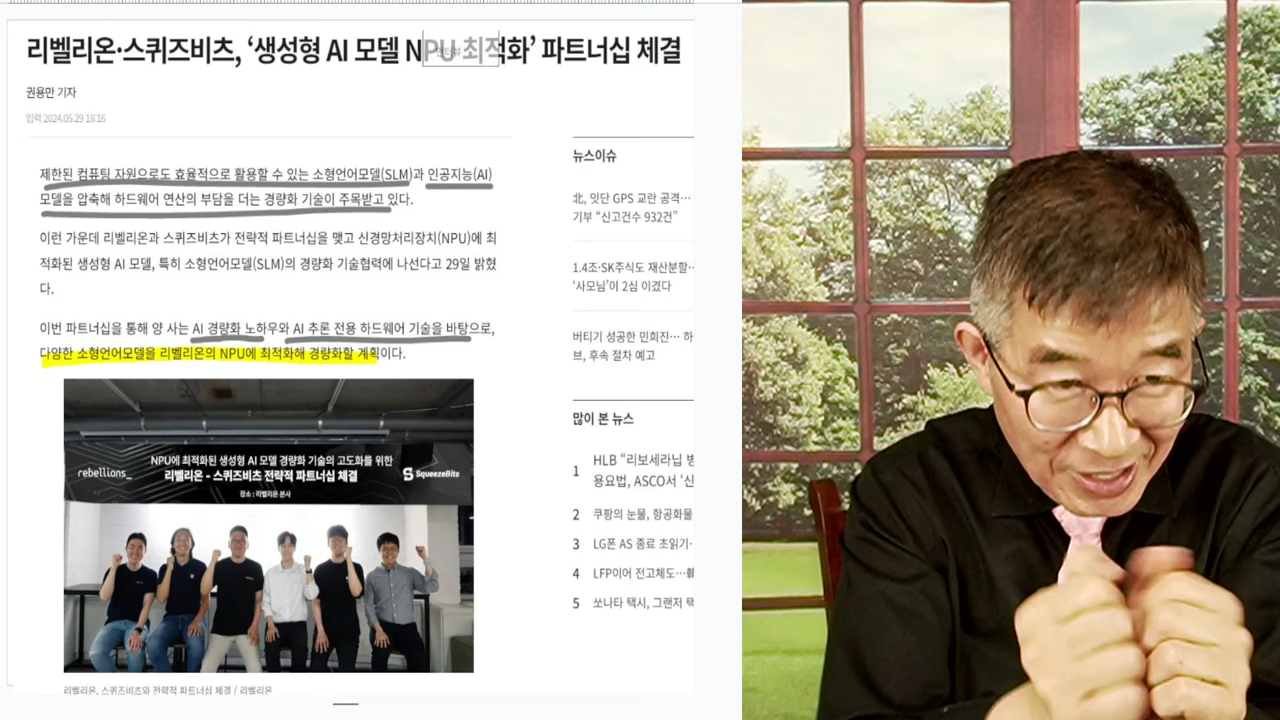 리벨리온·스퀴즈비츠, ‘생성형 AI 모델 NPU 최적화’ 파트너십 체결
권용만 기자
입력 2024.05.29 18:16
제한된 컴퓨팅 자원으로도 효율적으로 활용할 수 있는 소형언어모델(SLM)과 인공지능(AI)
모델을 압축해 하드웨어 연산의 부담을 더는 경량화 기술이 주목받고 있다.
이런 가운데 리벨리온과 스퀴즈비츠가 전략적 파트너십을 맺고 신경망처리장치(NPU)에 최
적화된 생성형 AI 모델, 특히 소형언어모델(SLM)의 경량화 기술협력에 나선다고 29일 밝혔
다.
이번 파트너십을 통해 양 사는 AI 경량화 노하우와 AI 추론 전용 하드웨어 기술을 바탕으로,
다양한 소형언어모델을 리벨리온의 NPU에 최적화해 경량화할 계획이다.
rebellions_
NPU에 최적화된 생성형 AI 모델 경량화 기술의 고도화를 위한
리벨리온 - 스퀴즈비츠 전략적 파트너십 체결
장소 : 리벨리온 본사
SqueezeBits
리벨리온, 스퀴즈비츠와 전략적 파트너십 체결 / 리벨리온
뉴스이슈
北, 잇단 GPS 교란 공격…
기부 “신고건수 932건”
1.4조·SK주식도 재산분할…
‘사모님’이 2심 이겼다
버티기 성공한 민희진… 하
브, 후속 절차 예고
많이 본 뉴스
1 HLB “리보세라닙 병
용요법, ASCO서 ‘신
2 쿠팡의 눈물, 항공화물
3 LG폰 AS 종료 초읽기…
4 LFP이어 전고체도…韓
5 쏘나타 택시, 그랜저 택